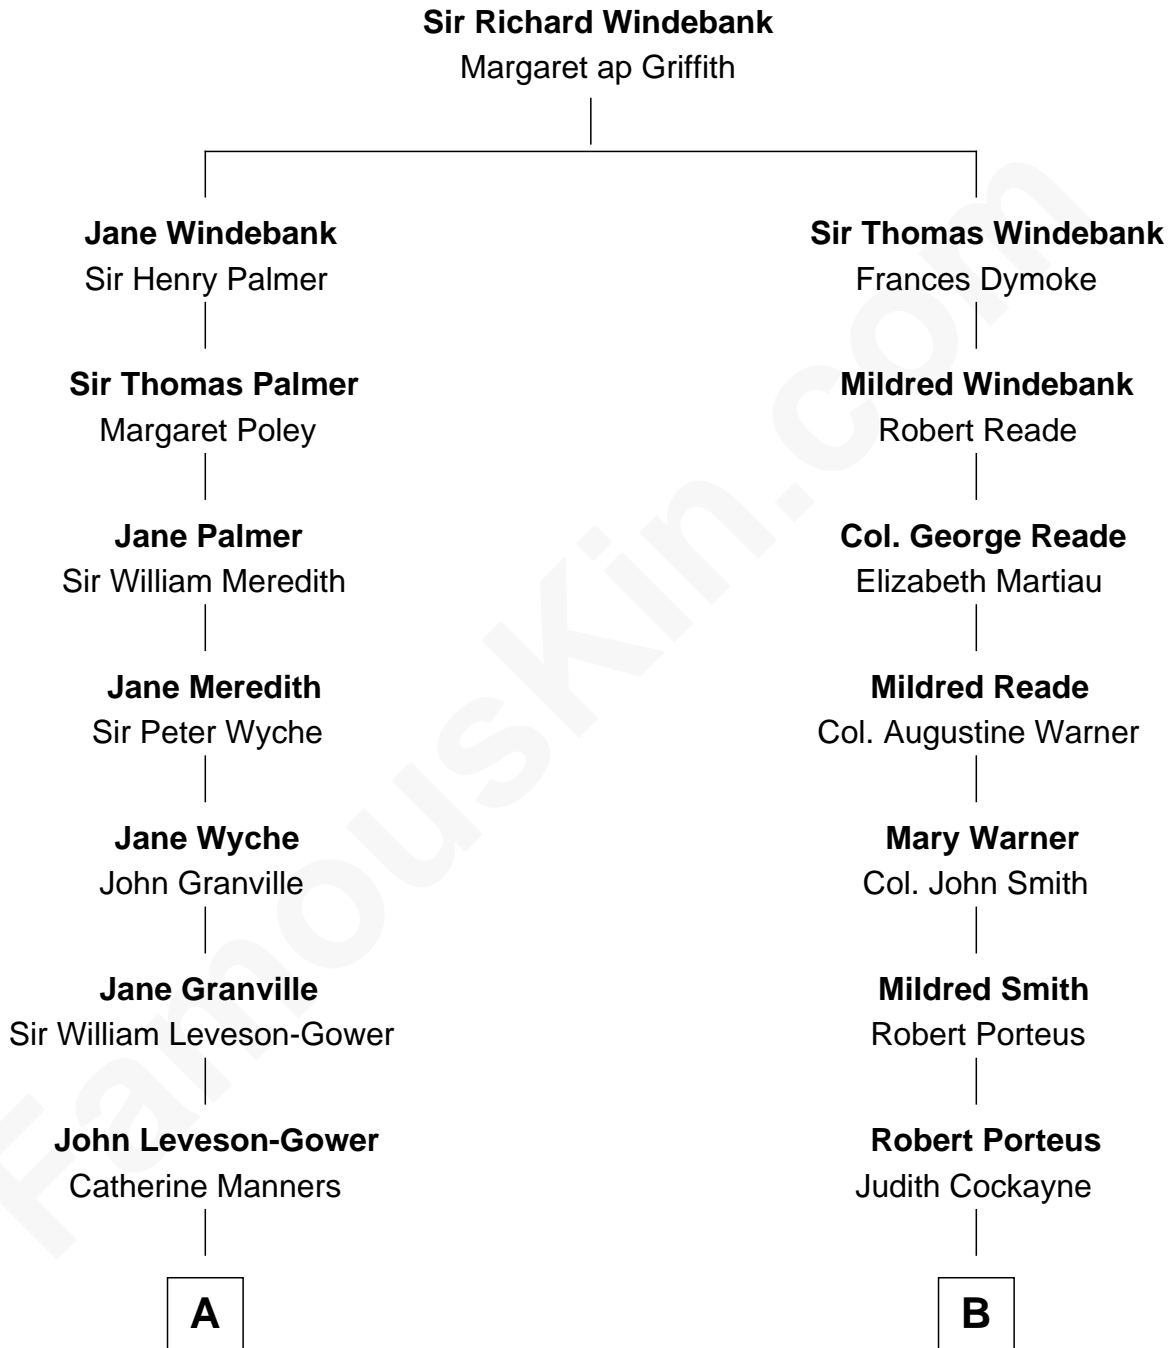 Sir Richard Windebank
Margaret ap Griffith
Jane Windebank
Sir Henry Palmer
Sir Thomas Palmer
Margaret Poley
Jane Palmer
Sir William Meredith
Jane Meredith
Sir Peter Wyche
Jane Wyche
John Granville
Jane Granville
Sir William Leveson-Gower
John Leveson-Gower
Catherine Manners
A
Sir Thomas Windebank
Frances Dymoke
Mildred Windebank
Robert Reade
Col. George Reade
Elizabeth Martiau
Mildred Reade
Col. Augustine Warner
Mary Warner
Col. John Smith
Mildred Smith
Robert Porteus
Robert Porteus
Judith Cockayne
B
FamousKin.com